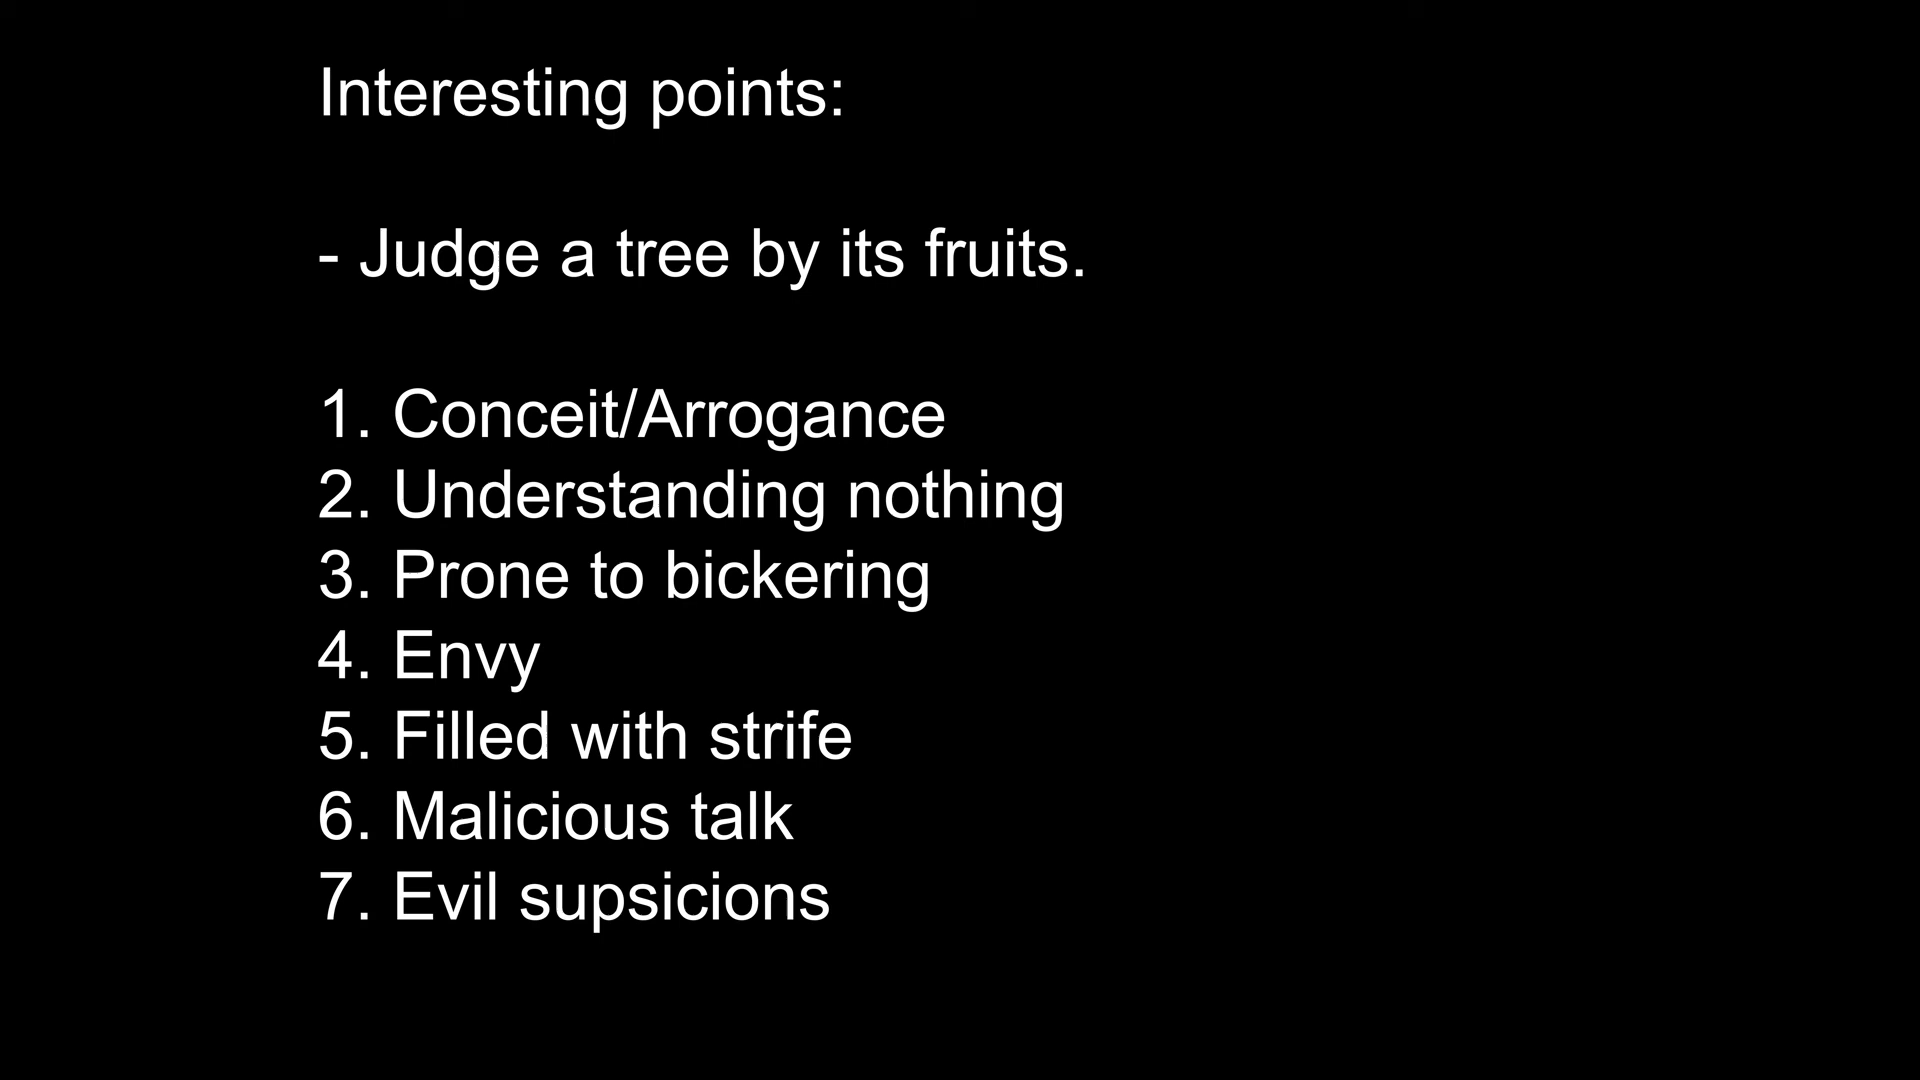 Interesting points:
- Judge a tree by its fruits.
1. Conceit/Arrogance
2. Understanding nothing
3. Prone to bickering
4. Envy
5. Filled with strife
6. Malicious talk
7. Evil supsicions